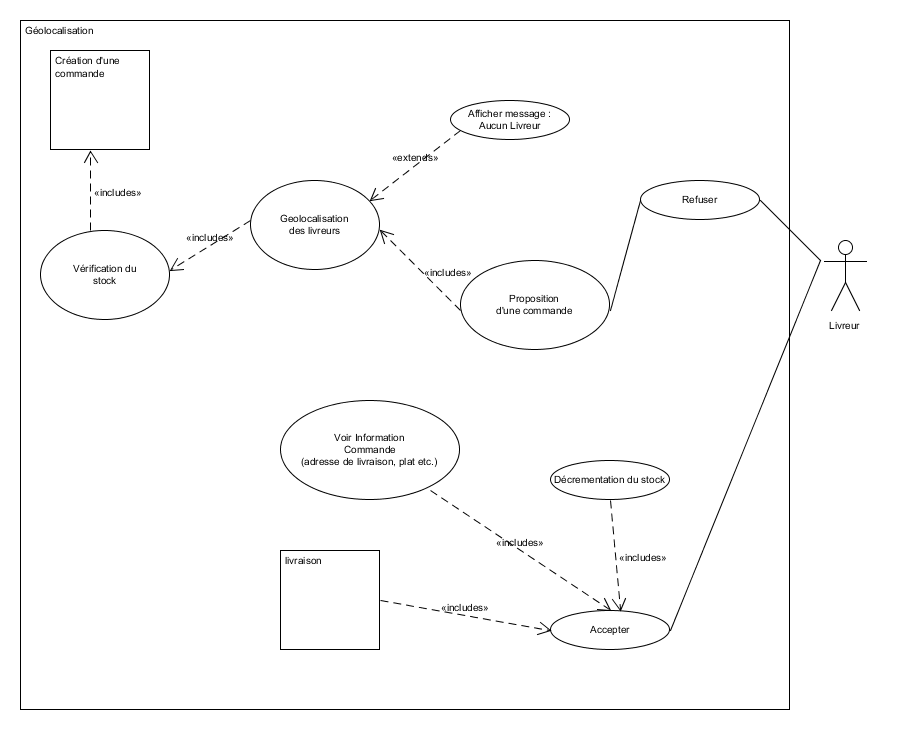 Géolocalisation
Création d'une
commande
Afficher message :
Aucun Livreur
«extends»
«includes»
Geolocalisation
des livreurs
Refuser
«includes»
Vérification du
stock
«includes»
Proposition
d'une commande
Livreur
Voir Information
Commande
(adresse de livraison, plat etc.)
Décrementation du stock
«includes»
«includes»
livraison
«includes»
Accepter